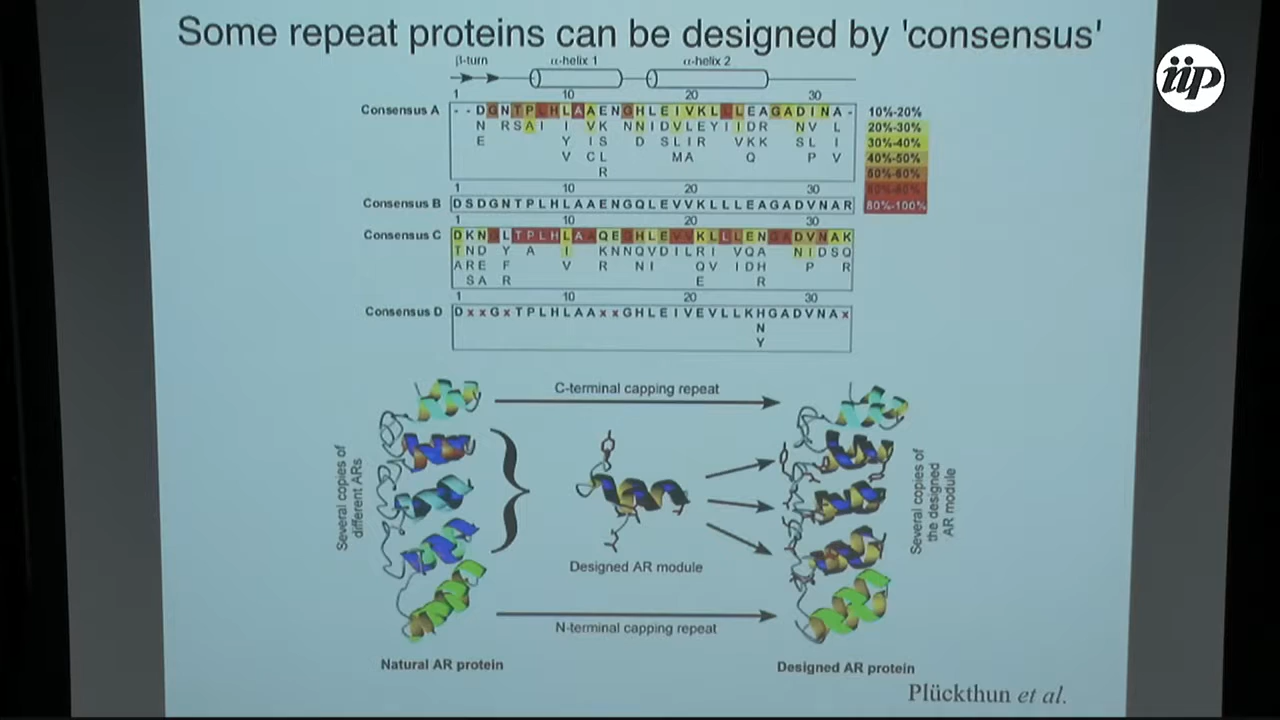 Some repeat proteins can be designed by 'consensus'
iip
β-turn α-helix 1 α-helix 2
1 10 20 30
Consensus A - - D G N T P L H L A A E N G H L E I V K L L L E A G A D I N A - 10%-20%
N R S A I I V K N N I D V L E Y I I D R N V L 20%-30%
E Y I S D S L I R V K K S L I 30%-40%
V C L M A Q P V 40%-50%
R 50%-60%
1 10 20 30
Consensus B D S D G N T P L H L A A E N G Q L E V V K L L L E A G A D V N A R 80%-100%
1 10 20 30
Consensus C D K N G L T P L H L A A Q E G H L E V V K L L L E N G A D V N A K
T N D Y A I K N N Q V D I L R I V Q A N I D S Q
A R E F V R N I Q V I D H P R
S A R E R
1 10 20 30
Consensus D D x x G x T P L H L A A x x G H L E I V E V L L K H G A D V N A x
N
Y
C-terminal capping repeat
Several copies of
different ARs
Designed AR module
Several copies of
the designed
AR module
N-terminal capping repeat
Natural AR protein
Designed AR protein
Plückthun et al.